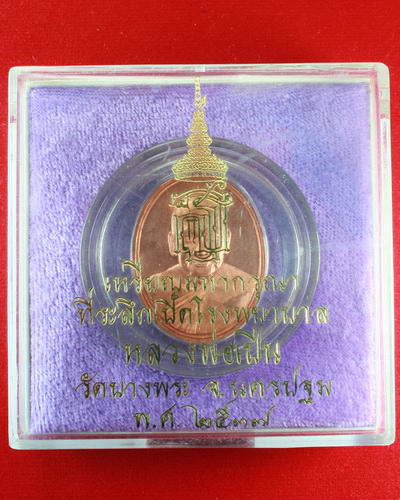 เหรียญมหากรุณา
ที่ระลึกเปิดโรงพยาบาล
หลวงพ่อเปิ่น
วัดบางพระ จ.นครปฐม
พ.ศ ๒๕๓๗